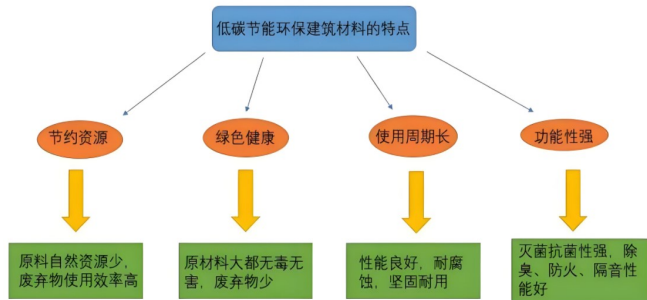 低碳节能环保建筑材料的特点
节约资源
绿色健康
使用周期长
功能性强
原料自然资源少，
废弃物使用效率高
原材料大都无毒无
害，废弃物少
性能良好，耐腐
蚀，坚固耐用
灭菌抗菌性强，除
臭、防火、隔音性
能好